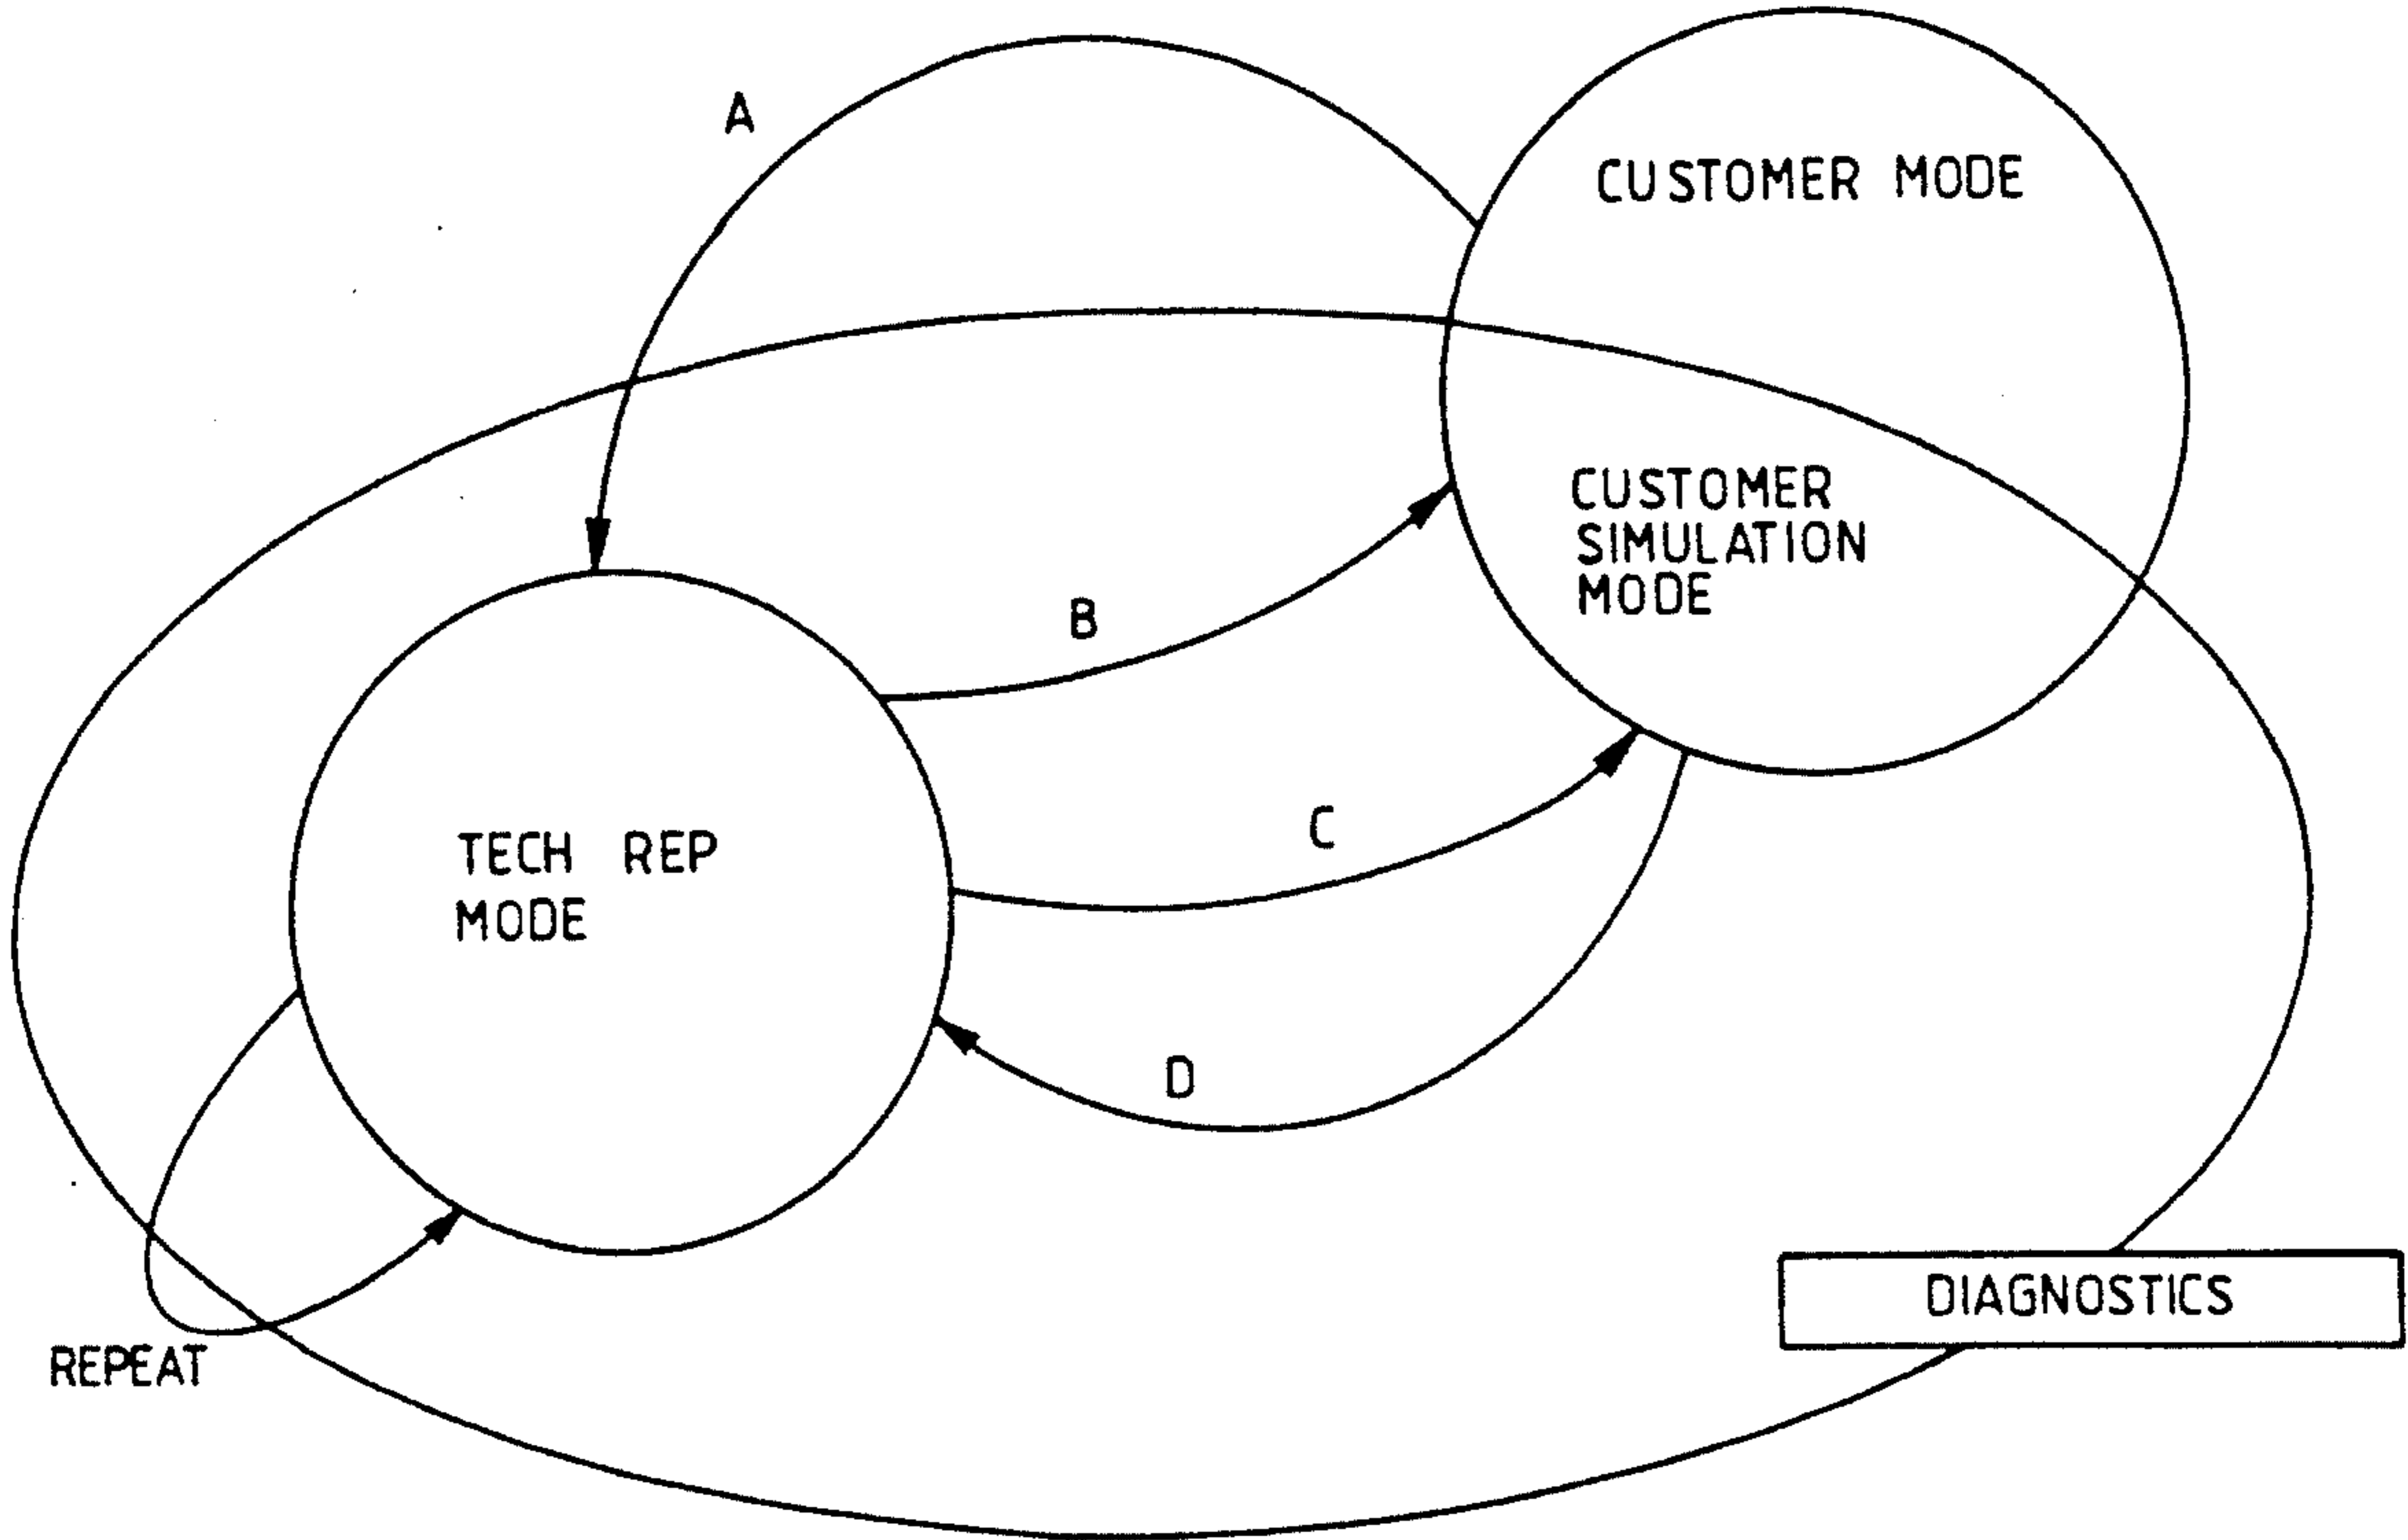 A
CUSTOMER MODE
CUSTOMER
SIMULATION
MODE
B
TECH REP
MODE
C
D
DIAGNOSTICS
REPEAT